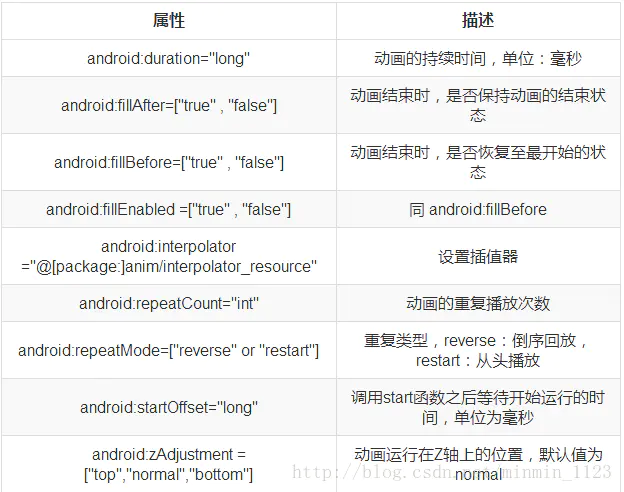 属性 描述
android:duration="long" 动画的持续时间，单位：毫秒
android:fillAfter=["true" , "false"] 动画结束时，是否保持动画的结束状
态
android:fillBefore=["true" , "false"] 动画结束时，是否恢复至最开始的状
态
android:fillEnabled =["true" , "false"] 同 android:fillBefore
android:interpolator
="@[package:]anim/interpolator_resource" 设置插值器
android:repeatCount="int" 动画的重复播放次数
android:repeatMode=["reverse" or "restart"] 重复类型，reverse：倒序回放，
restart：从头播放
android:startOffset="long" 调用start函数之后等待开始运行的时
间，单位为毫秒
android:zAdjustment =
["top","normal","bottom"] 动画运行在Z轴上的位置，默认值为
normal
http://blog.csdn.net/minmin_1123